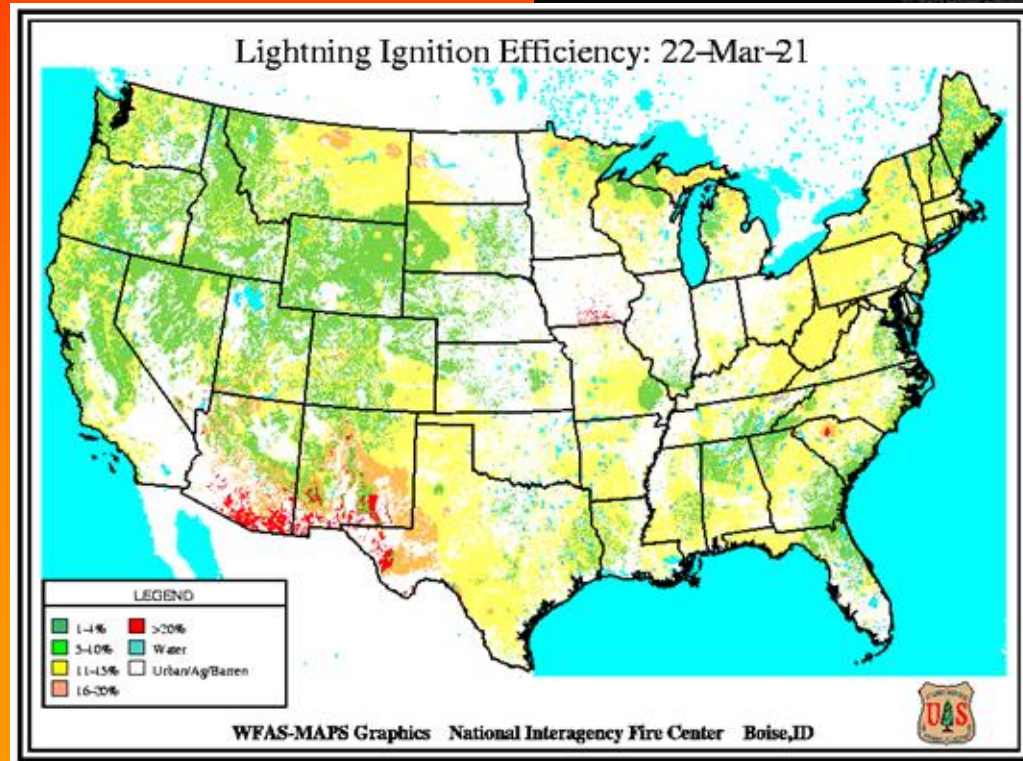 Lightning Ignition Efficiency: 22-Mar-21
LEGEND
1-4% >20%
5-10% Water
11-15% Urban/Ag/Barren
16-20%
U S
WFAS-MAPS Graphics National Interagency Fire Center Boise,ID